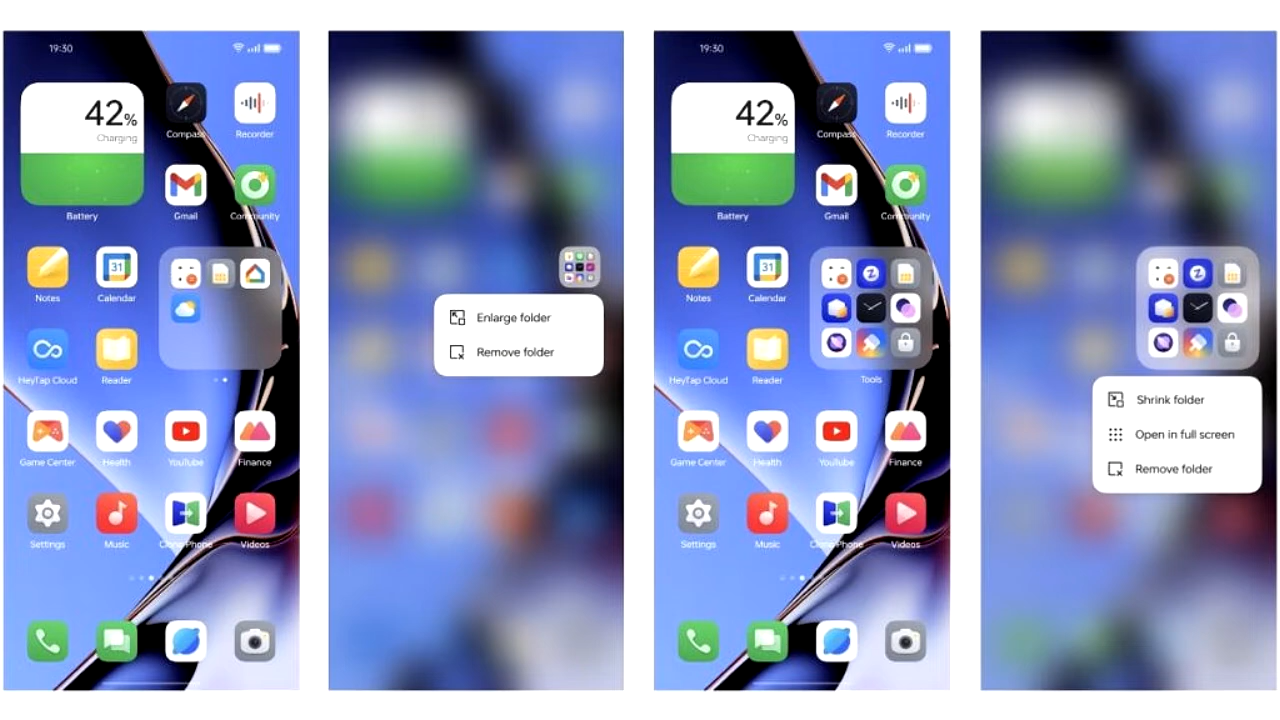 19:30
42%
Charging
Compass
Recorder
Battery
Gmail
Community
31
Notes
Calendar
HeyTap Cloud
Reader
Game Center
Health
YouTube
Finance
Settings
Music
Clone Phone
Videos
Enlarge folder
Remove folder
19:30
42%
Charging
Compass
Recorder
Battery
Gmail
Community
31
Notes
Calendar
HeyTap Cloud
Reader
Tools
Game Center
Health
YouTube
Finance
Settings
Music
Clone Phone
Videos
Shrink folder
Open in full screen
Remove folder